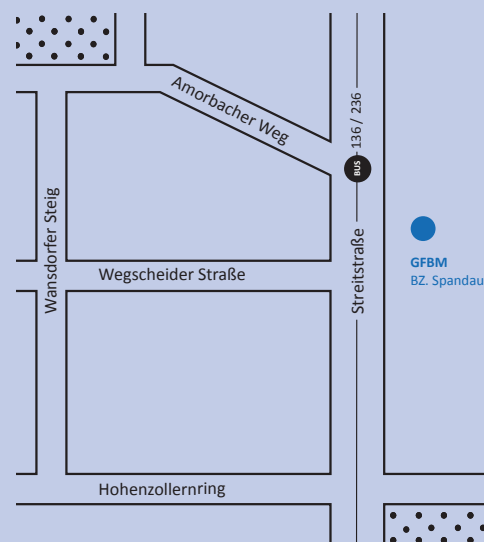 Amorbacher Weg
136 / 236
BUS
Wansdorfer Steig
Streitstraße
GFBM
BZ. Spandau
Wegscheider Straße
Hohenzollernring